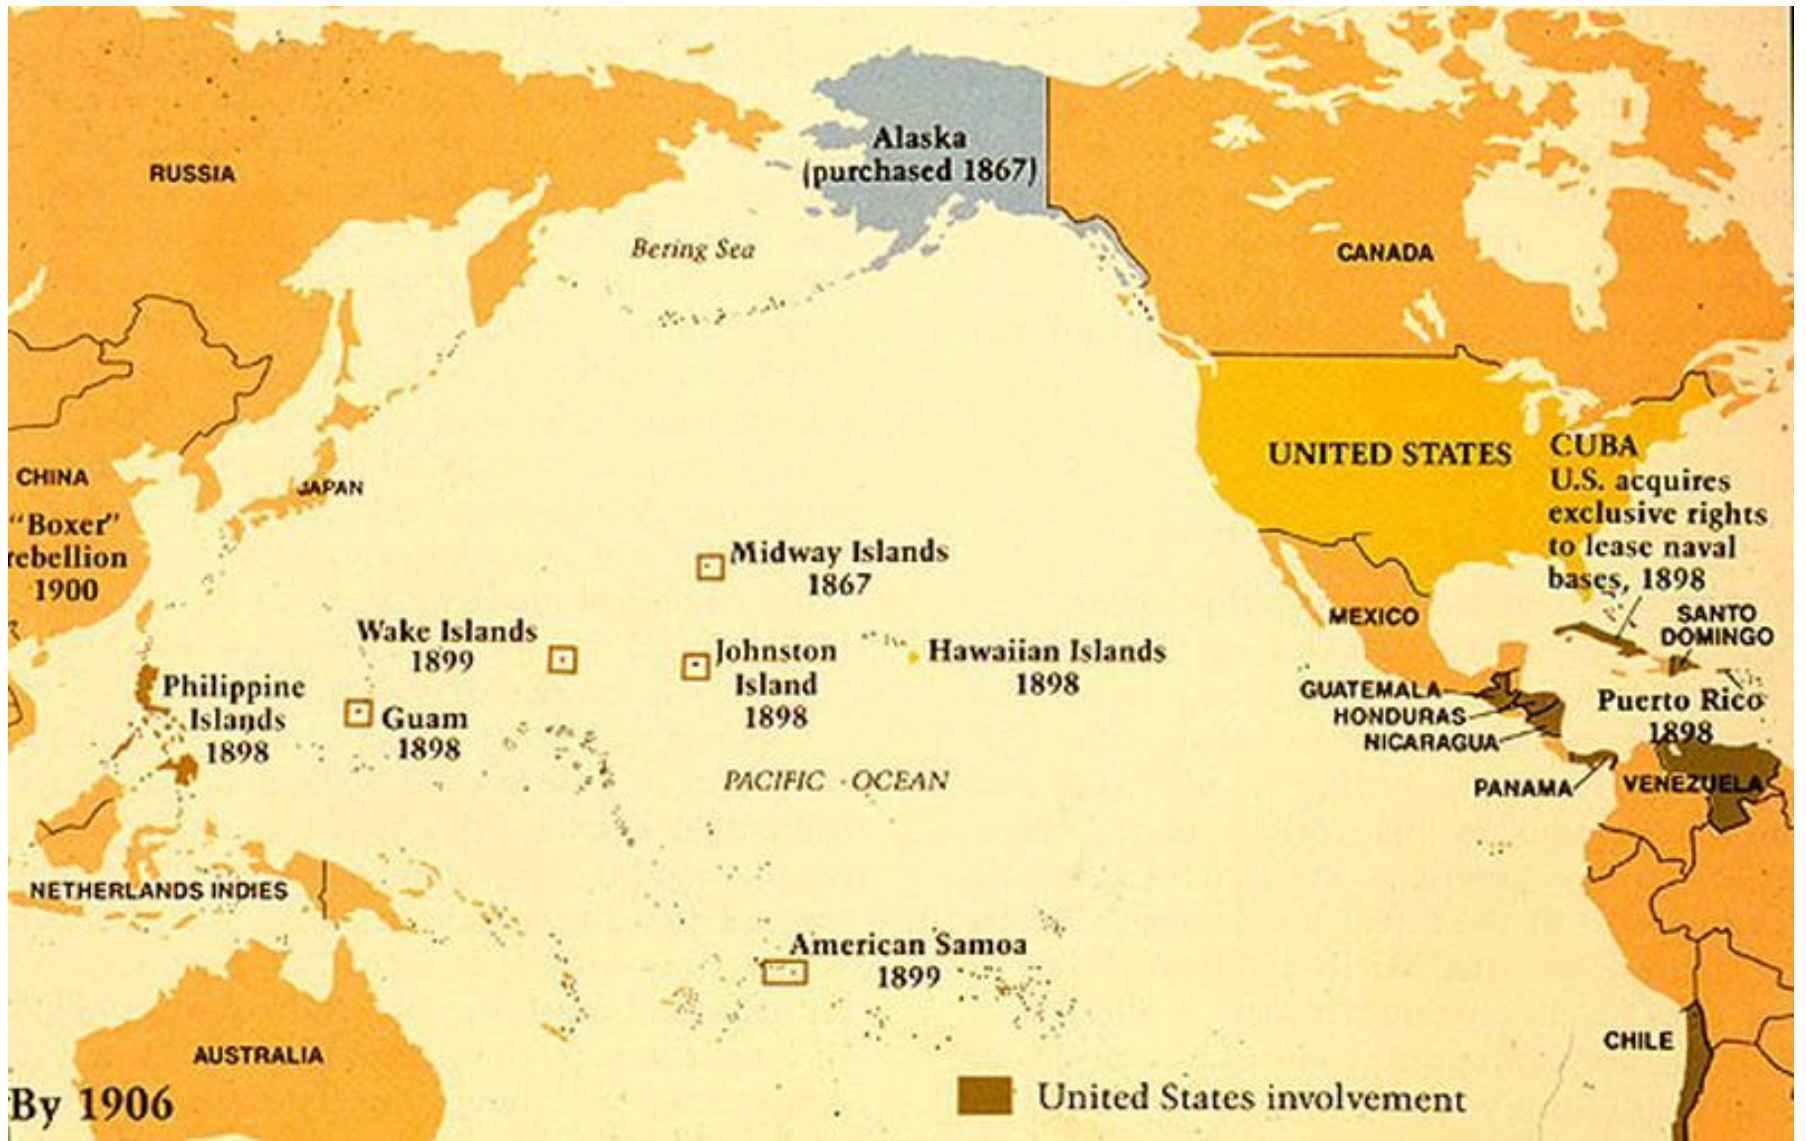 Alaska
(purchased 1867)
RUSSIA
Bering Sea
CANADA
UNITED STATES
CUBA
U.S. acquires
exclusive rights
to lease naval
bases, 1898
CHINA
"Boxer"
rebellion
1900
JAPAN
Midway Islands
1867
Wake Islands
1899
Johnston
Island
1898
Hawaiian Islands
1898
MEXICO
SANTO
DOMINGO
Philippine
Islands
1898
Guam
1898
GUATEMALA
HONDURAS
NICARAGUA
Puerto Rico
1898
PACIFIC OCEAN
PANAMA
VENEZUELA
NETHERLANDS INDIES
American Samoa
1899
AUSTRALIA
CHILE
By 1906
United States involvement